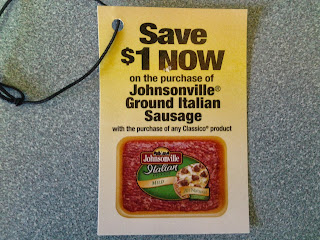 Save
$1 NOW
on the purchase of
Johnsonville®
Ground Italian
Sausage
with the purchase of any Classico® product
Johnsonville
Italian
MILD